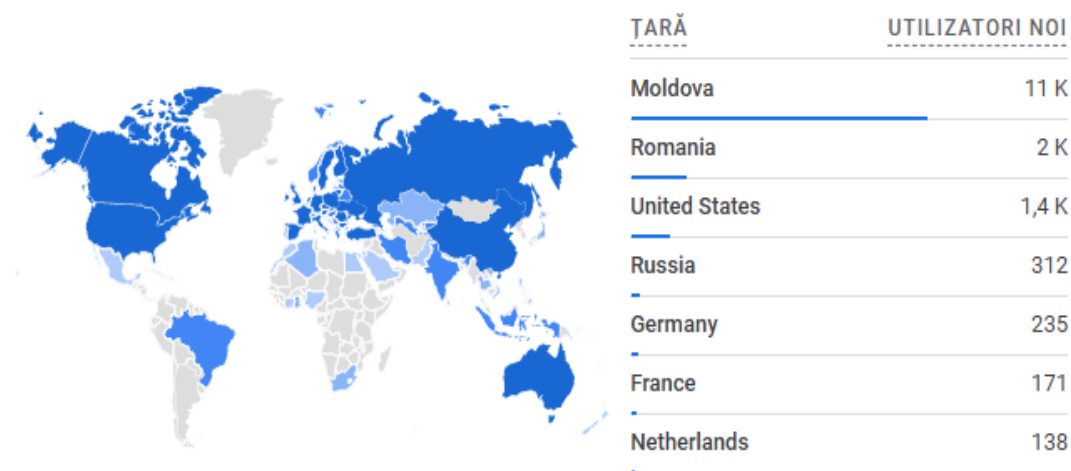 ȚARĂ UTILIZATORI NOI
Moldova 11 K
Romania 2 K
United States 1,4 K
Russia 312
Germany 235
France 171
Netherlands 138